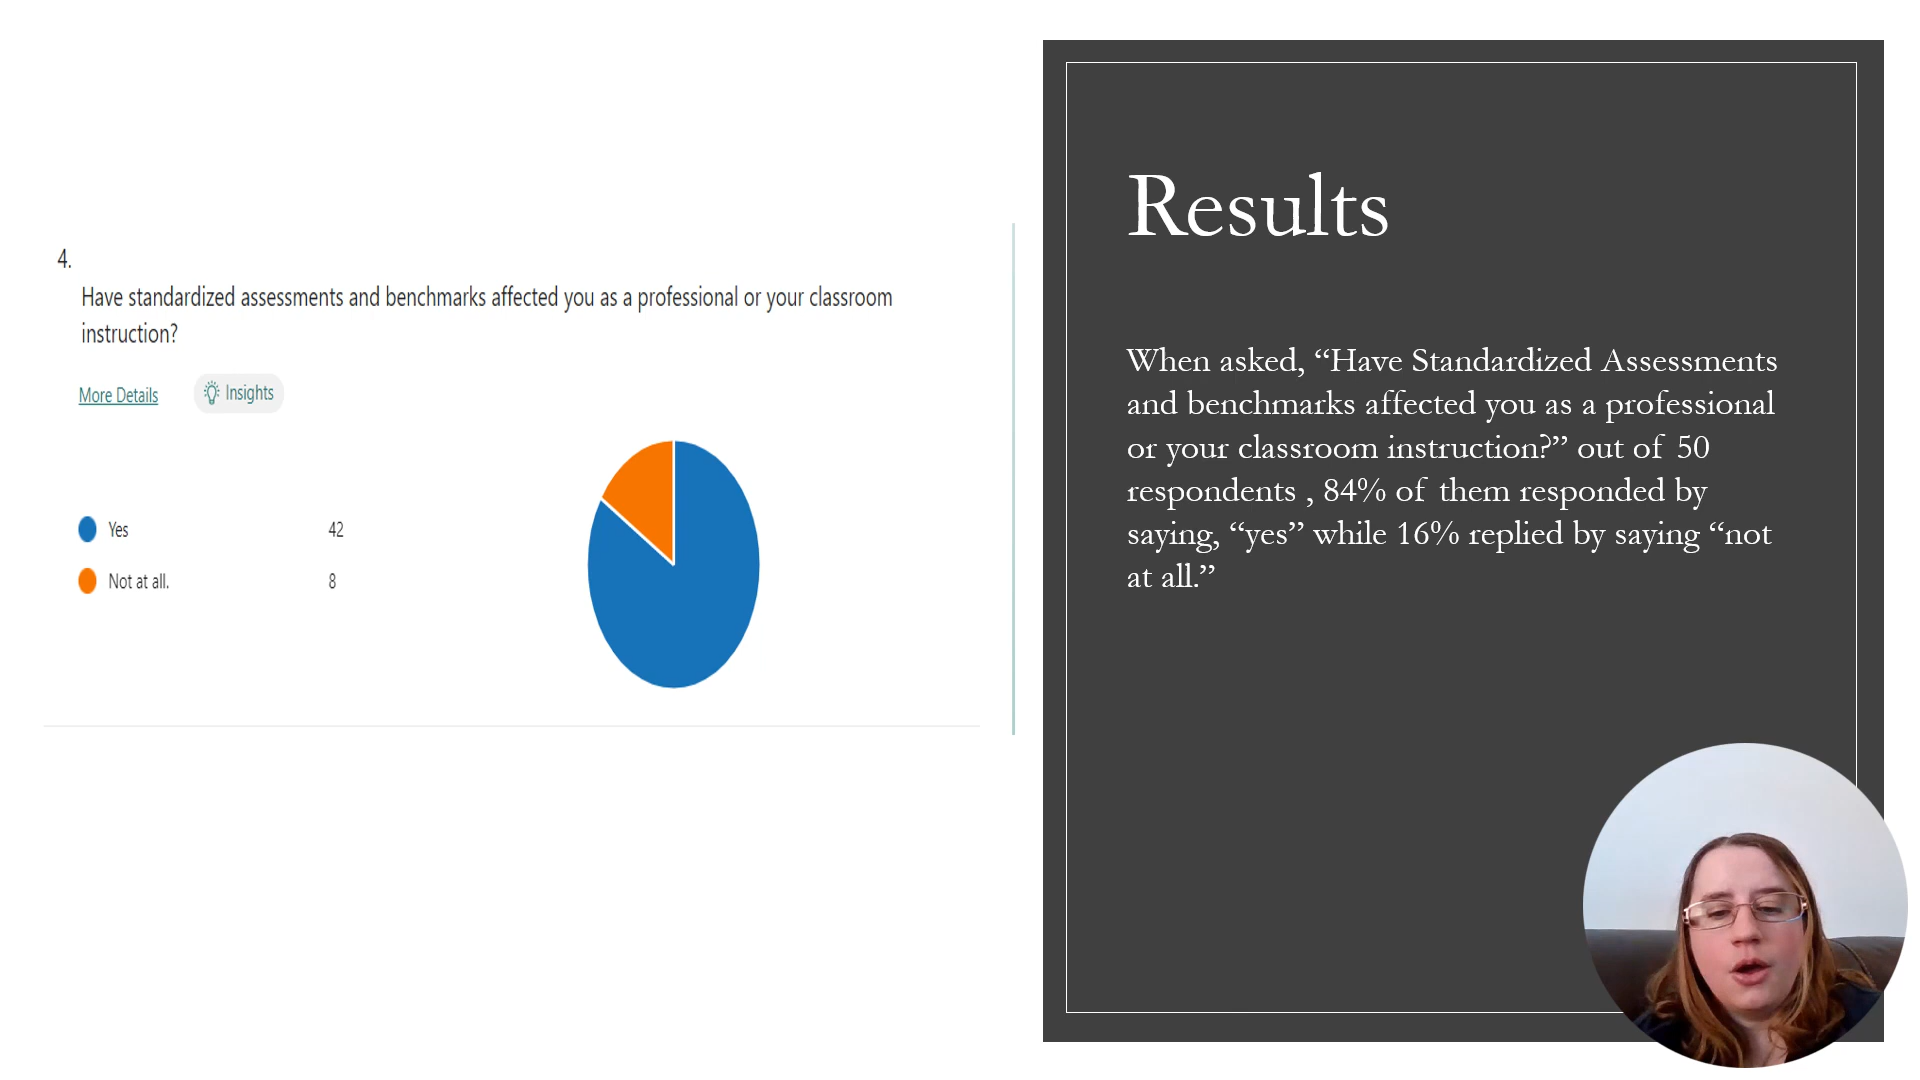 4.
Have standardized assessments and benchmarks affected you as a professional or your classroom
instruction?
More Details
Insights
Yes 42
Not at all. 8
Results
When asked, “Have Standardized Assessments
and benchmarks affected you as a professional
or your classroom instruction?” out of 50
respondents , 84% of them responded by
saying, “yes” while 16% replied by saying “not
at all.”